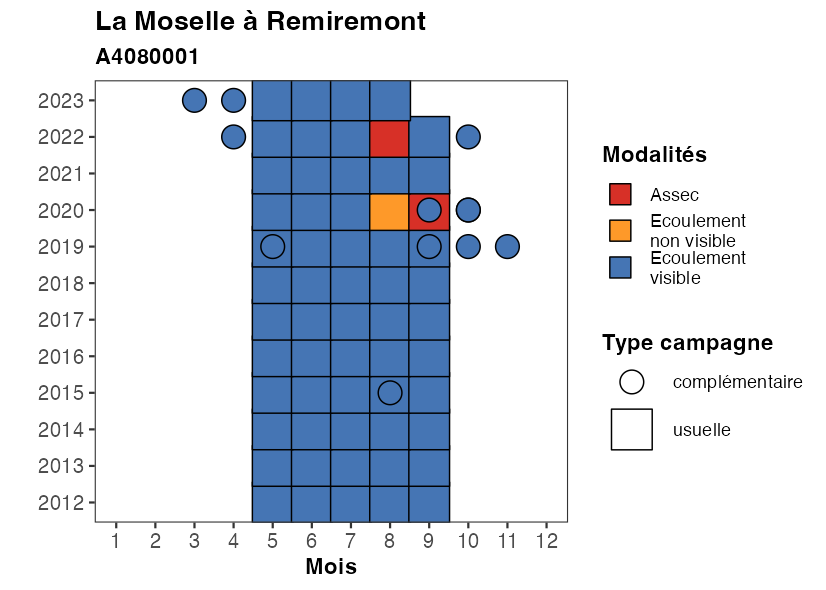 La Moselle à Remiremont
A4080001
2023
2022
2021
2020
2019
2018
2017
2016
2015
2014
2013
2012
1 2 3 4 5 6 7 8 9 10 11 12
Mois
Modalités
Assec
Ecoulement
non visible
Ecoulement
visible
Type campagne
complémentaire
usuelle